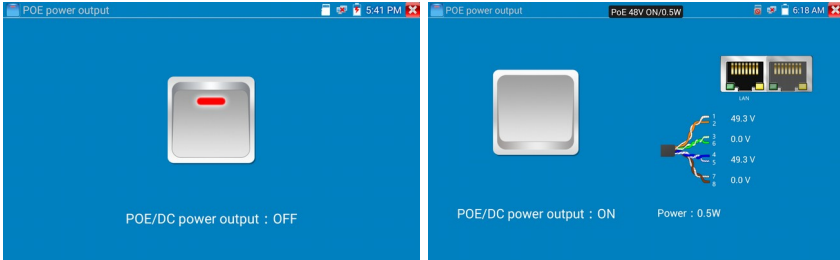 POE power output
5:41 PM
POE/DC power output : OFF
POE power output
PoE 48V ON/0.5W
6:18 AM
LAN
1
2
49.3 V
3
6
0.0 V
4
5
49.3 V
7
8
0.0 V
POE/DC power output : ON
Power : 0.5W